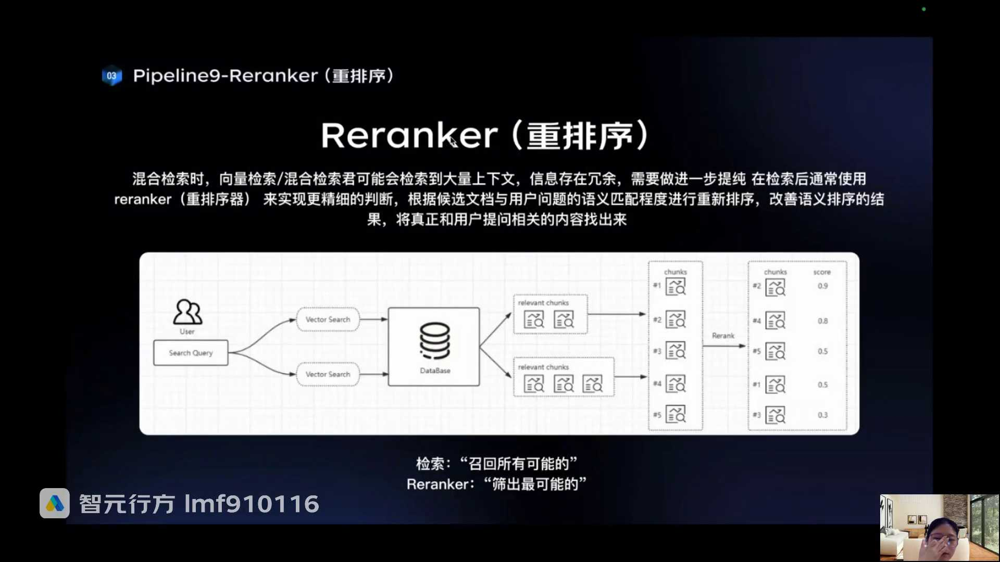 03 Pipeline9-Reranker（重排序）
Reranker（重排序）
混合检索时，向量检索/混合检索君可能会检索到大量上下文，信息存在冗余，需要做进一步提纯 在检索后通常使用
reranker（重排序器） 来实现更精细的判断，根据候选文档与用户问题的语义匹配程度进行重新排序，改善语义排序的结
果，将真正和用户提问相关的内容找出来
User
Search Query
Vector Search
Vector Search
DataBase
relevant chunks
relevant chunks
chunks
#1
#2
#3
#4
#5
Rerank
chunks score
#2 0.9
#4 0.8
#5 0.5
#1 0.5
#3 0.3
检索：“召回所有可能的”
Reranker：“筛出最可能的”
智元行方 lmf910116